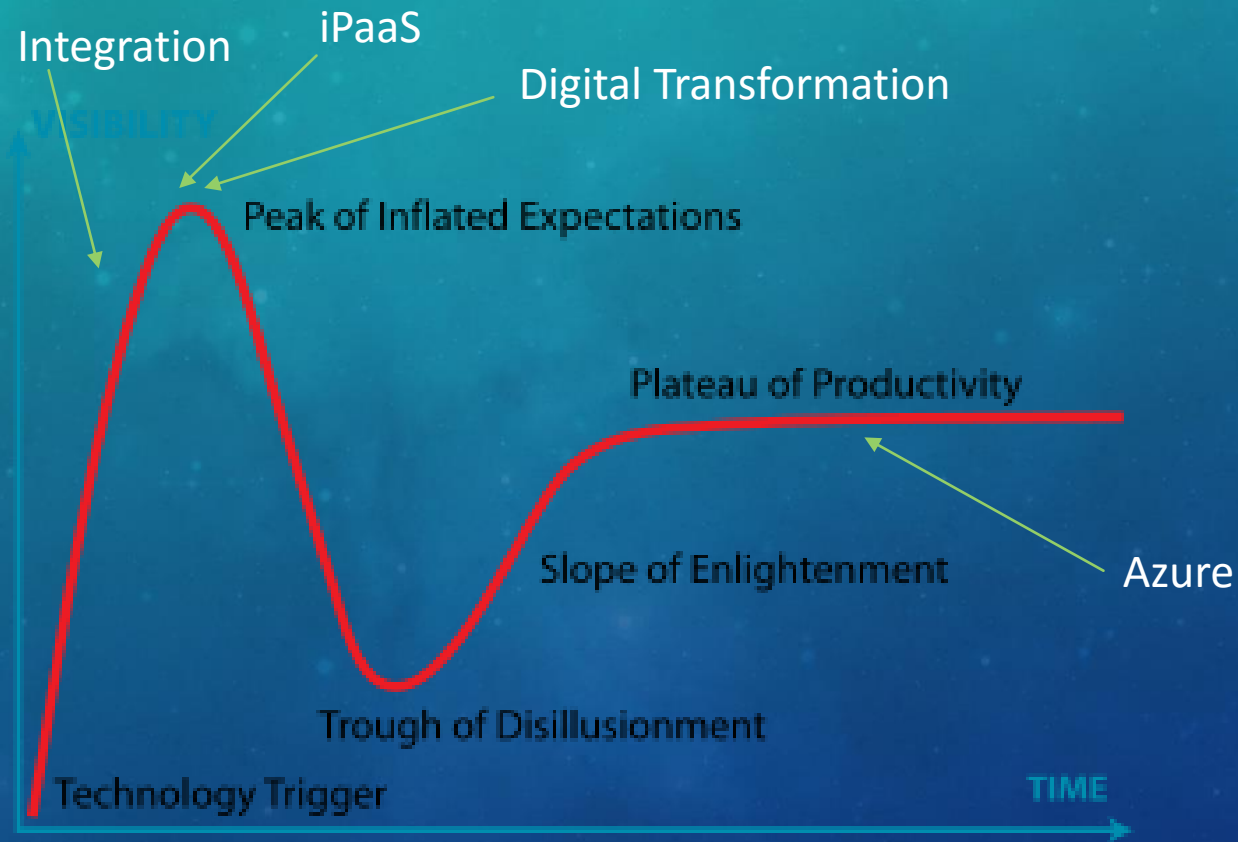 iPaaS
Integration
Digital Transformation
VISIBILITY
Peak of Inflated Expectations
Plateau of Productivity
Slope of Enlightenment
Azure
Trough of Disillusionment
Technology Trigger
TIME